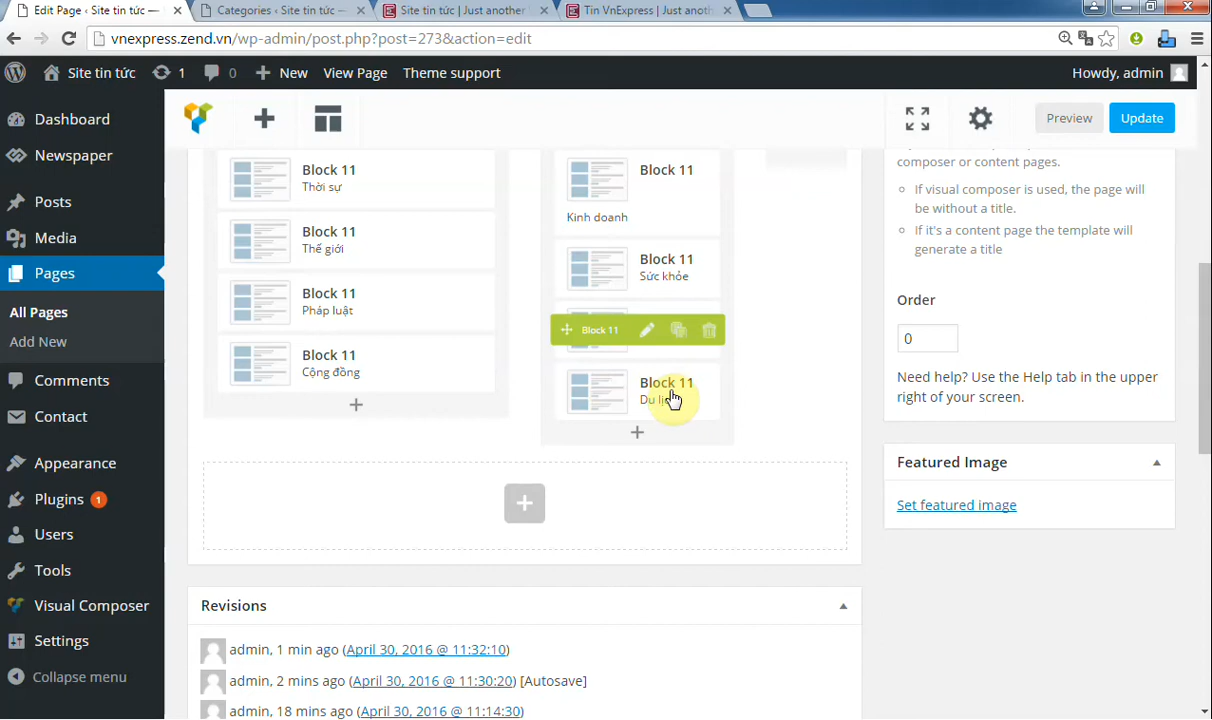 Edit Page ‹ Site tin tức —
Categories ‹ Site tin tức —
Site tin tức | Just another
Tin VnExpress | Just anoth
vnexpress.zend.vn/wp-admin/post.php?post=273&action=edit
Site tin tức
1
0
New
View Page
Theme support
Howdy, admin
Dashboard
Newspaper
Posts
Media
Pages
All Pages
Add New
Comments
Contact
Appearance
Plugins 1
Users
Tools
Visual Composer
Settings
Collapse menu
Preview
Update
Block 11
Thời sự
Block 11
Thế giới
Block 11
Pháp luật
Block 11
Cộng đồng
Block 11
Kinh doanh
Block 11
Sức khỏe
Block 11
Block 11
Du
composer or content pages.
If visual composer is used, the page will
be without a title.
If it's a content page the template will
generate a title
Order
0
Need help? Use the Help tab in the upper
right of your screen.
Featured Image
Set featured image
Revisions
admin, 1 min ago (April 30, 2016 @ 11:32:10)
admin, 2 mins ago (April 30, 2016 @ 11:30:20) [Autosave]
admin, 18 mins ago (April 30, 2016 @ 11:14:30)